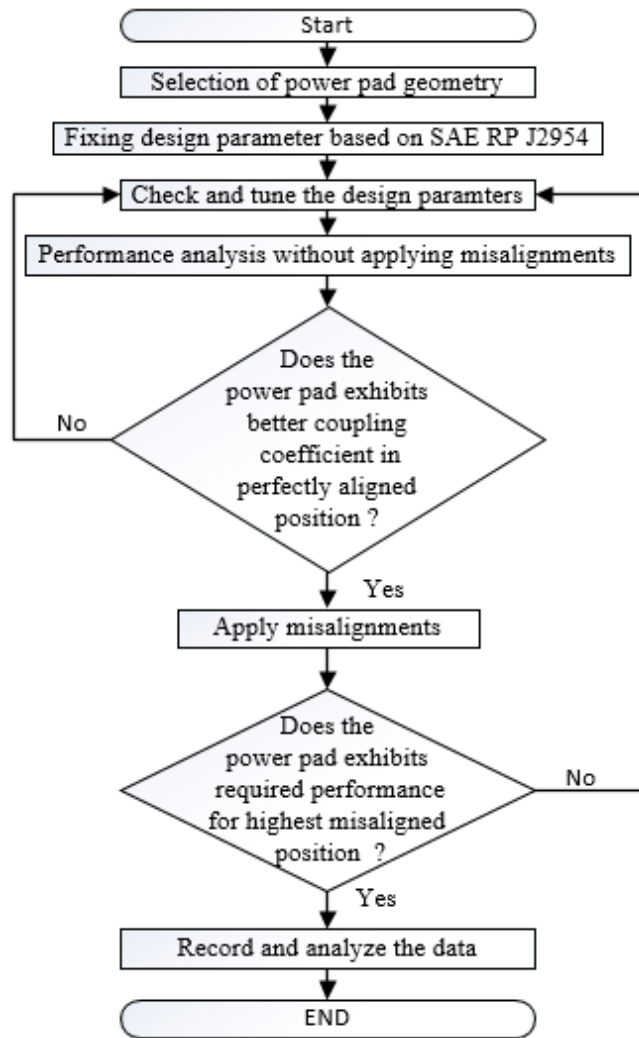 Start
Selection of power pad geometry
Fixing design parameter based on SAE RP J2954
Check and tune the design paramters
Performance analysis without applying misalignments
Does the
power pad exhibits
better coupling
coefficient in
perfectly aligned
position ?
No
Yes
Apply misalignments
Does the
power pad exhibits
required performance
for highest misaligned
position ?
No
Yes
Record and analyze the data
END